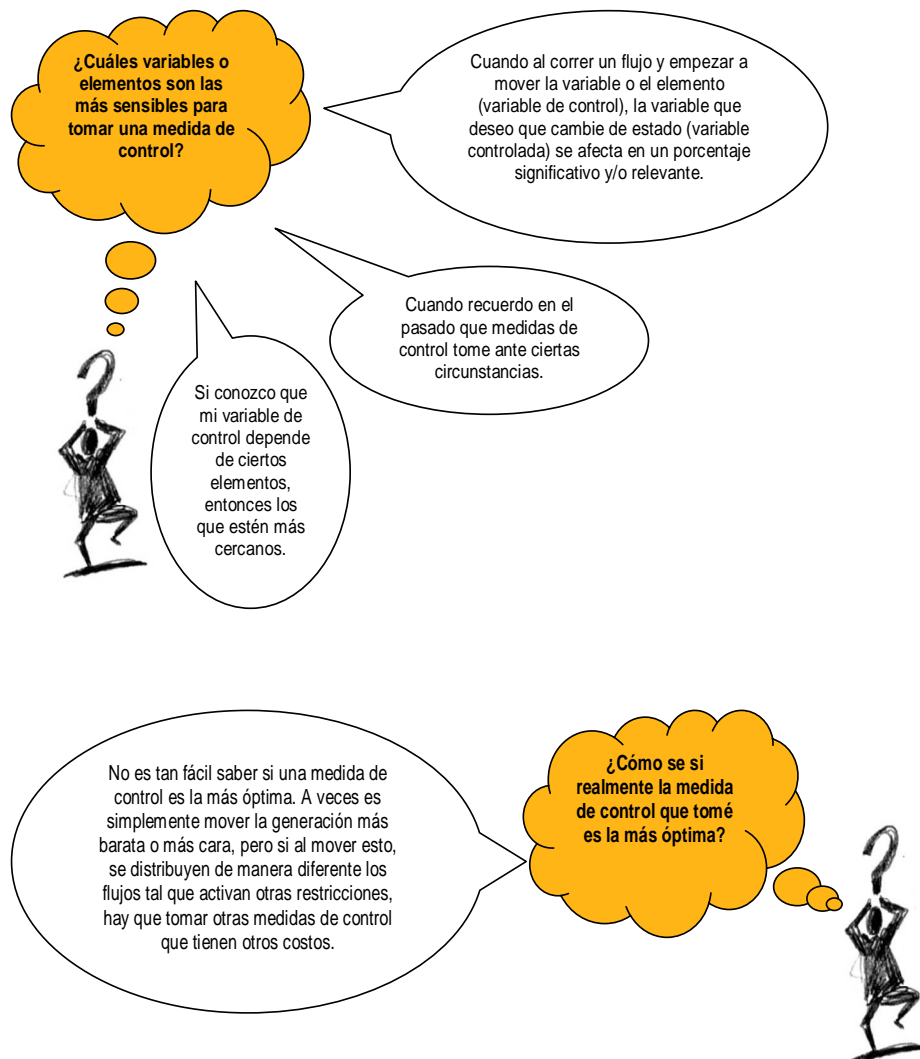 ¿Cuáles variables o
elementos son las
más sensibles para
tomar una medida de
control?
Cuando al correr un flujo y empezar a
mover la variable o el elemento
(variable de control), la variable que
deseo que cambie de estado (variable
controlada) se afecta en un porcentaje
significativo y/o relevante.
Cuando recuerdo en el
pasado que medidas de
control tome ante ciertas
circunstancias.
Si conozco que
mi variable de
control depende
de ciertos
elementos,
entonces los
que estén más
cercanos.
No es tan fácil saber si una medida de
control es la más óptima. A veces es
simplemente mover la generación más
barata o más cara, pero si al mover esto,
se distribuyen de manera diferente los
flujos tal que activan otras restricciones,
hay que tomar otras medidas de control
que tienen otros costos.
¿Cómo se si
realmente la medida
de control que tomé
es la más óptima?